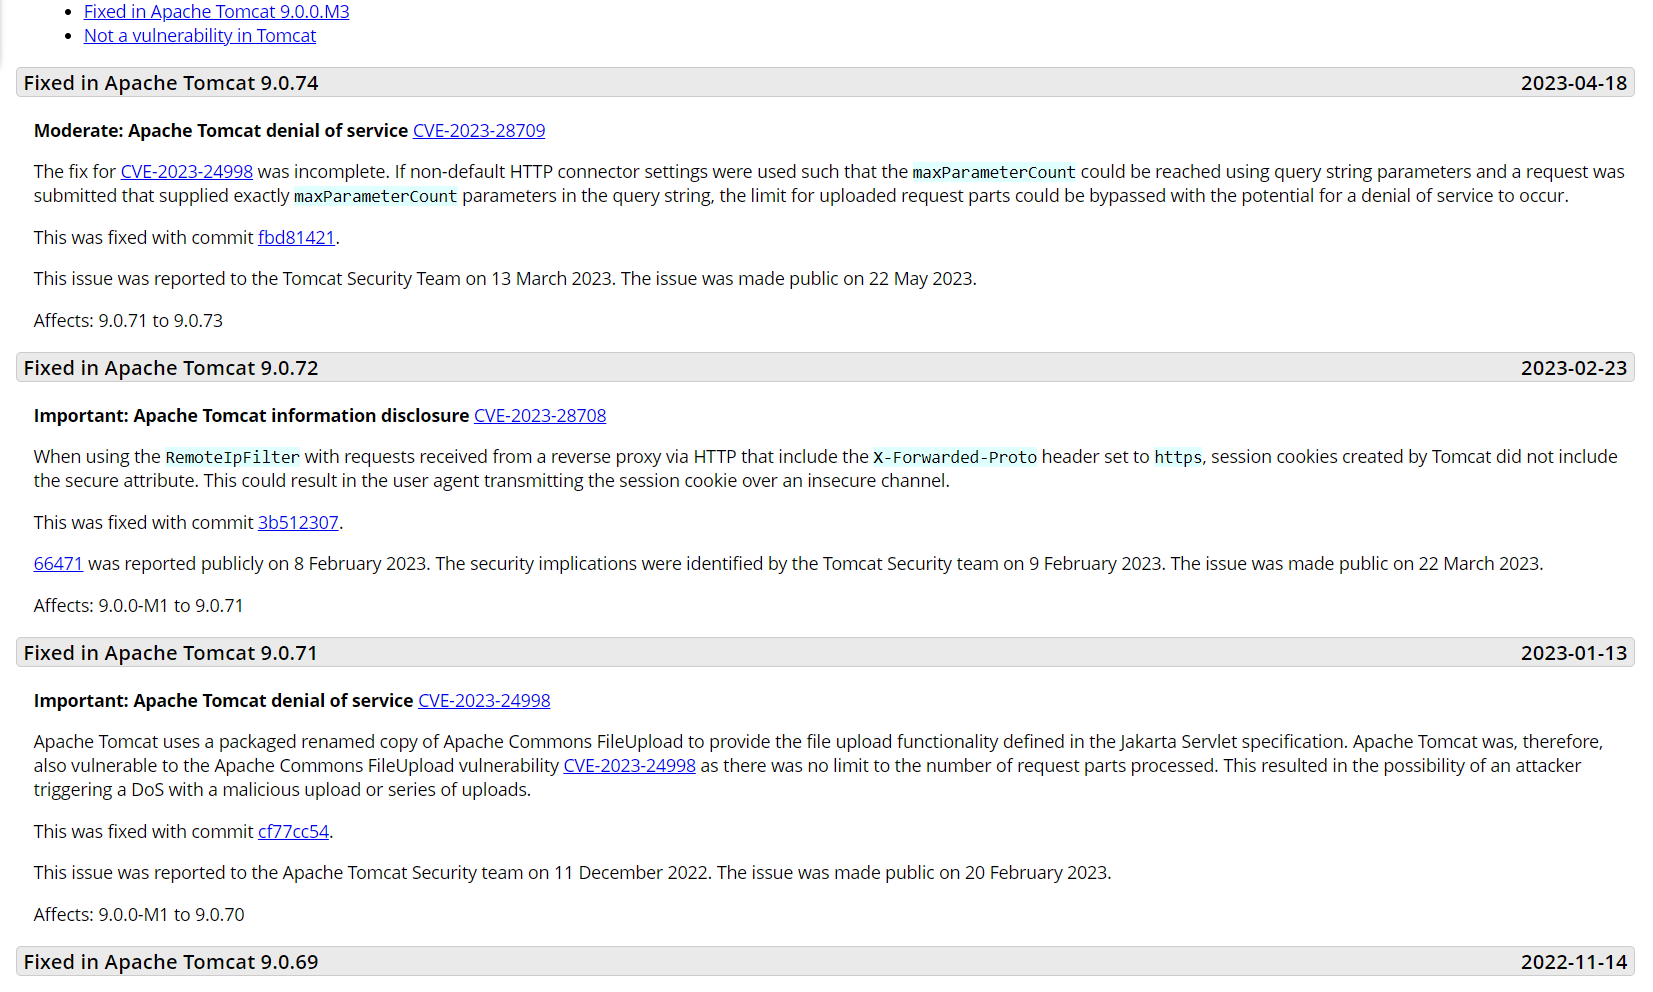 Fixed in Apache Tomcat 9.0.0.M3
Not a vulnerability in Tomcat
Fixed in Apache Tomcat 9.0.74 2023-04-18
Moderate: Apache Tomcat denial of service CVE-2023-28709
The fix for CVE-2023-24998 was incomplete. If non-default HTTP connector settings were used such that the maxParameterCount could be reached using query string parameters and a request was
submitted that supplied exactly maxParameterCount parameters in the query string, the limit for uploaded request parts could be bypassed with the potential for a denial of service to occur.
This was fixed with commit fbd81421.
This issue was reported to the Tomcat Security Team on 13 March 2023. The issue was made public on 22 May 2023.
Affects: 9.0.71 to 9.0.73
Fixed in Apache Tomcat 9.0.72 2023-02-23
Important: Apache Tomcat information disclosure CVE-2023-28708
When using the RemoteIpFilter with requests received from a reverse proxy via HTTP that include the X-Forwarded-Proto header set to https, session cookies created by Tomcat did not include
the secure attribute. This could result in the user agent transmitting the session cookie over an insecure channel.
This was fixed with commit 3b512307.
66471 was reported publicly on 8 February 2023. The security implications were identified by the Tomcat Security team on 9 February 2023. The issue was made public on 22 March 2023.
Affects: 9.0.0-M1 to 9.0.71
Fixed in Apache Tomcat 9.0.71 2023-01-13
Important: Apache Tomcat denial of service CVE-2023-24998
Apache Tomcat uses a packaged renamed copy of Apache Commons FileUpload to provide the file upload functionality defined in the Jakarta Servlet specification. Apache Tomcat was, therefore,
also vulnerable to the Apache Commons FileUpload vulnerability CVE-2023-24998 as there was no limit to the number of request parts processed. This resulted in the possibility of an attacker
triggering a DoS with a malicious upload or series of uploads.
This was fixed with commit cf77cc54.
This issue was reported to the Apache Tomcat Security team on 11 December 2022. The issue was made public on 20 February 2023.
Affects: 9.0.0-M1 to 9.0.70
Fixed in Apache Tomcat 9.0.69 2022-11-14